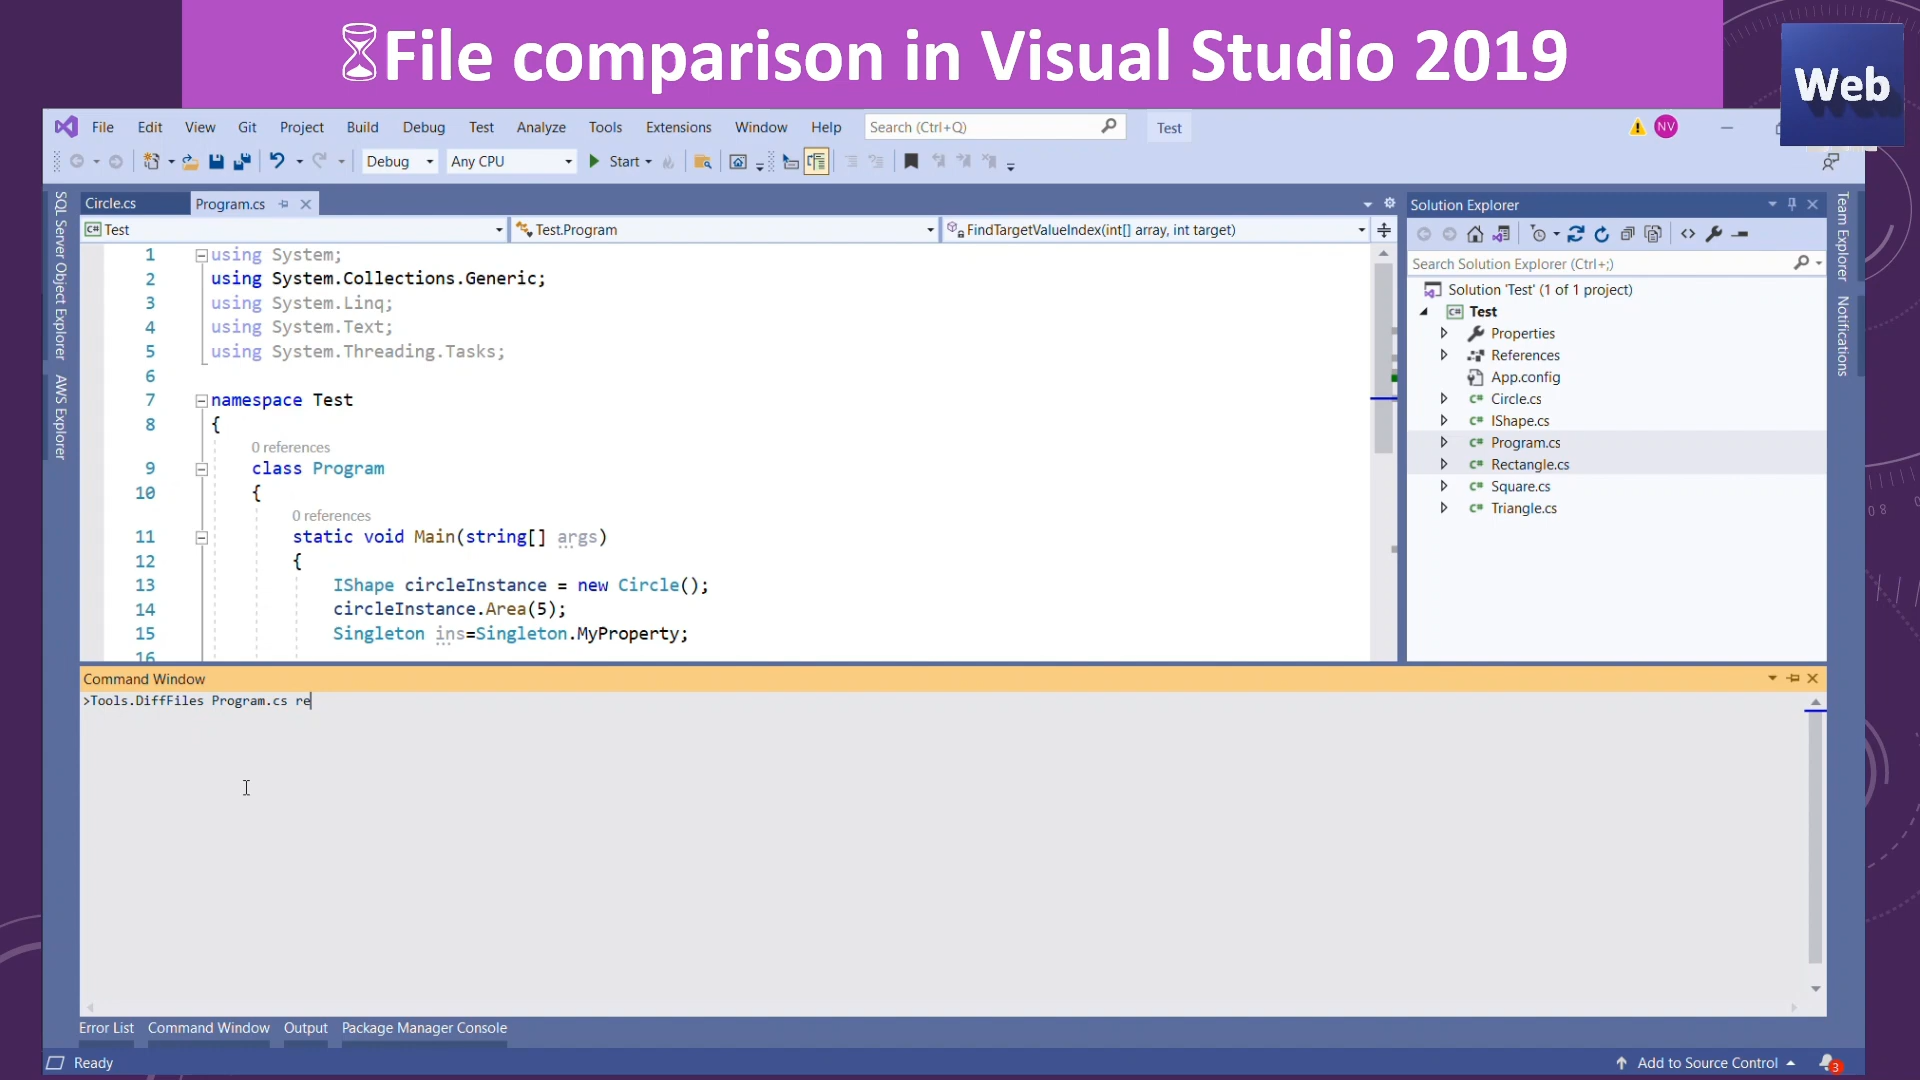 File comparison in Visual Studio 2019
Web
File Edit View Git Project Build Debug Test Analyze Tools Extensions Window Help Search (Ctrl+Q) Test NV
Debug Any CPU Start
SQL Server Object Explorer
AWS Explorer
Circle.cs Program.cs
C# Test Test.Program FindTargetValueIndex(int[] array, int target)
1 using System;
2 using System.Collections.Generic;
3 using System.Linq;
4 using System.Text;
5 using System.Threading.Tasks;
6
7 namespace Test
8 {
0 references
9 class Program
10 {
0 references
11 static void Main(string[] args)
12 {
13 IShape circleInstance = new Circle();
14 circleInstance.Area(5);
15 Singleton ins=Singleton.MyProperty;
16
Solution Explorer
Search Solution Explorer (Ctrl+;)
Solution 'Test' (1 of 1 project)
C# Test
Properties
References
App.config
C# Circle.cs
C# IShape.cs
C# Program.cs
C# Rectangle.cs
C# Square.cs
C# Triangle.cs
Team Explorer
Notifications
Command Window
>Tools.DiffFiles Program.cs re
Error List Command Window Output Package Manager Console
Ready Add to Source Control 3